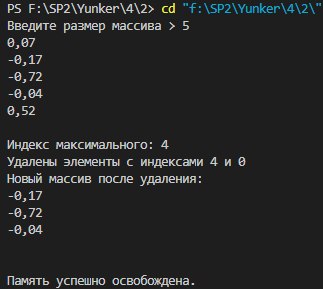 PS F:\SP2\Yunker\4\2> cd "f:\SP2\Yunker\4\2\"
Введите размер массива > 5
0,07
-0,17
-0,72
-0,04
0,52
Индекс максимального: 4
Удалены элементы с индексами 4 и 0
Новый массив после удаления:
-0,17
-0,72
-0,04
Память успешно освобождена.